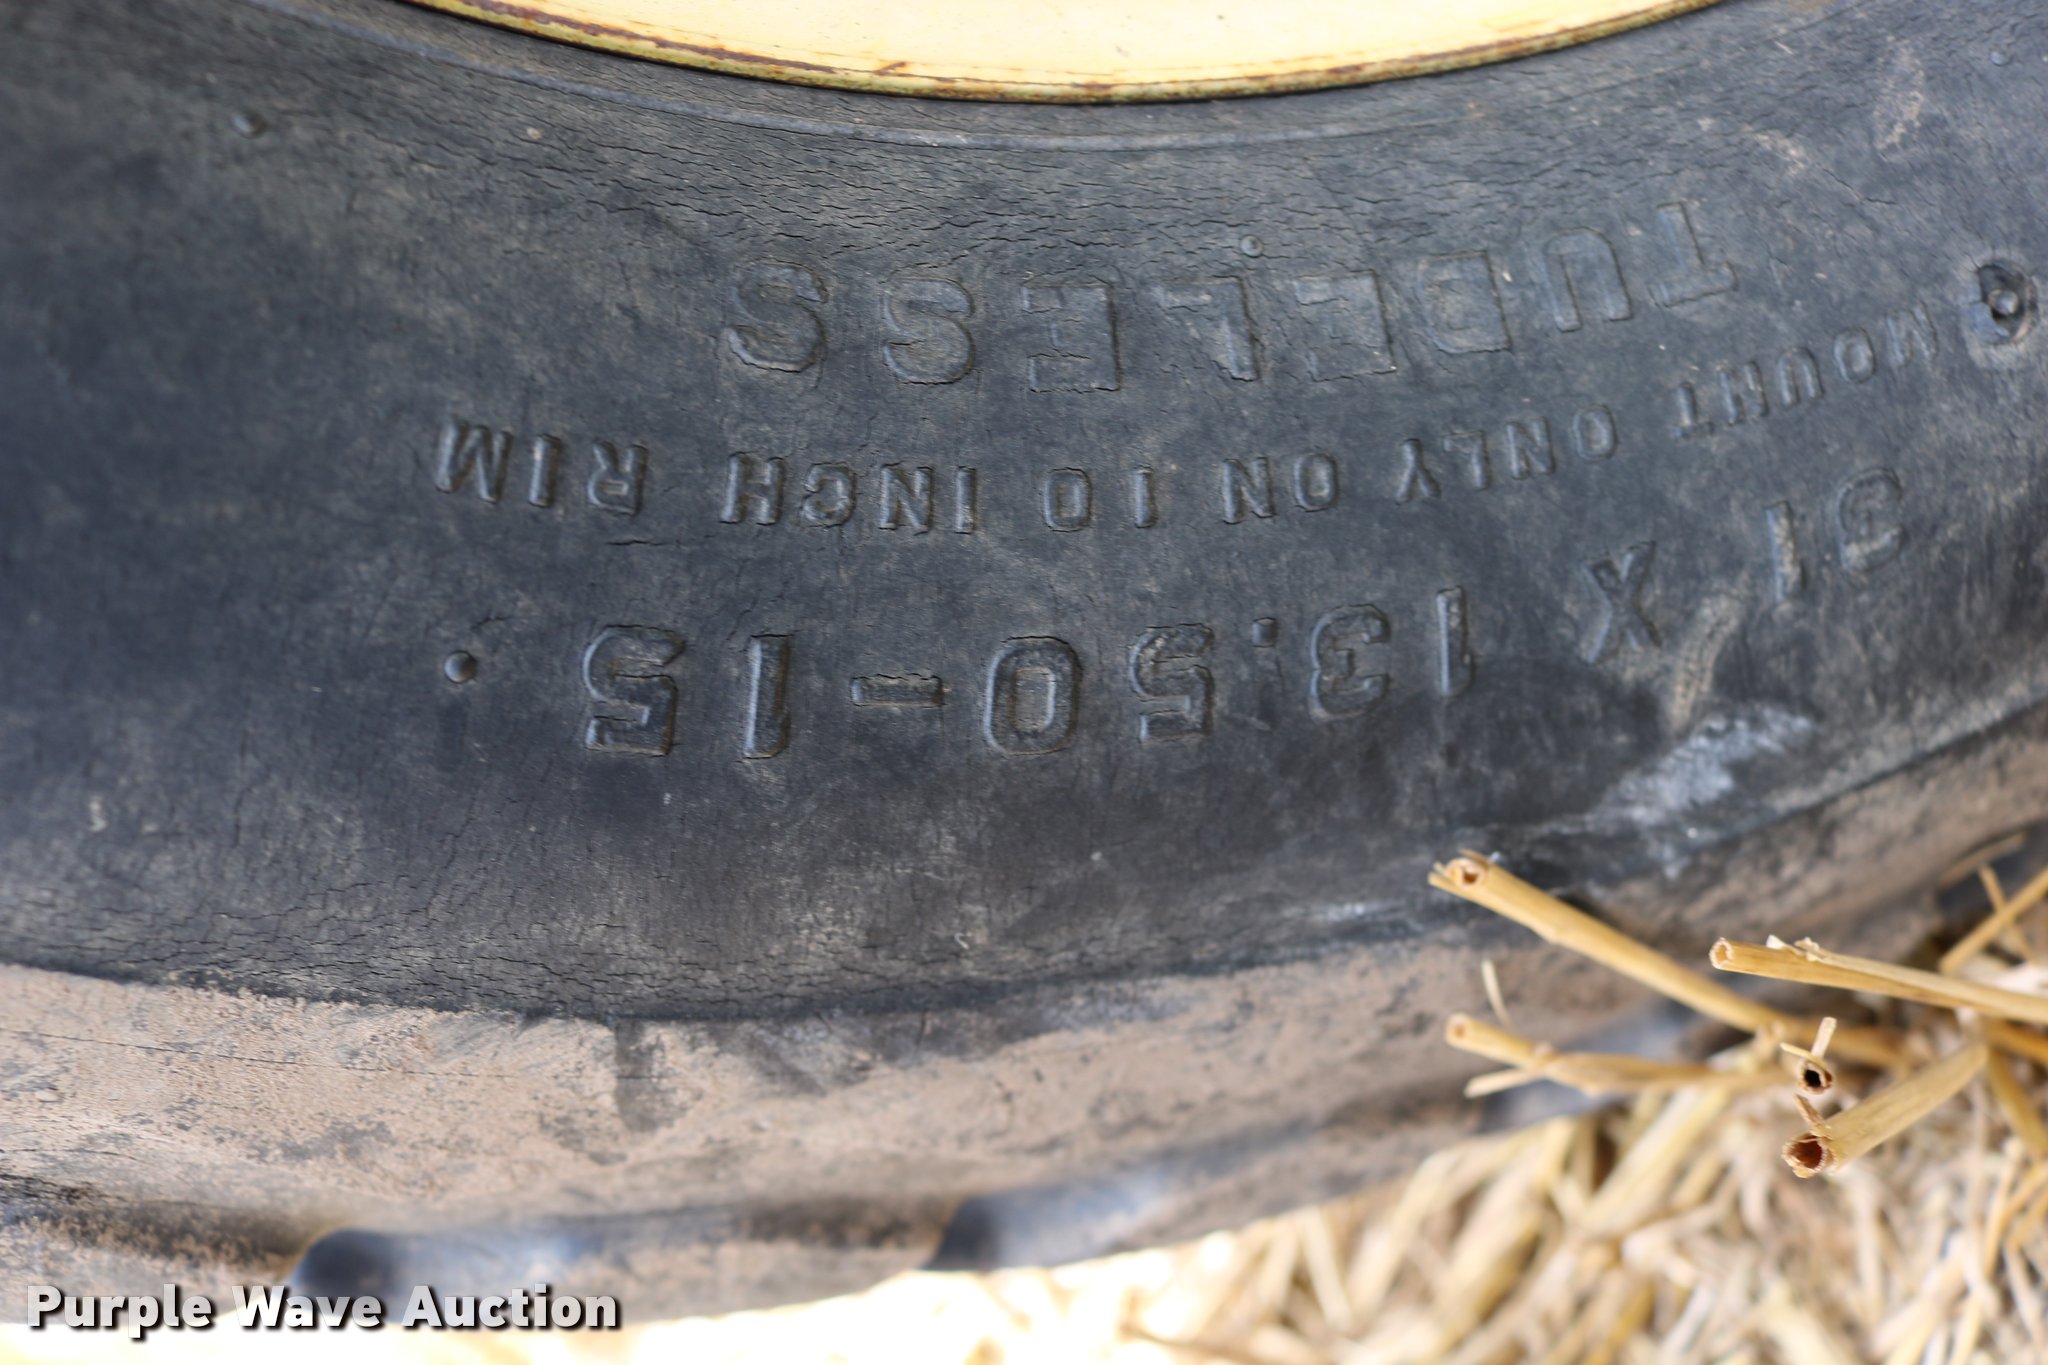 31 X 13.50-15
MOUNT ONLY ON 10 INCH RIM
TUBELESS
Purple Wave Auction